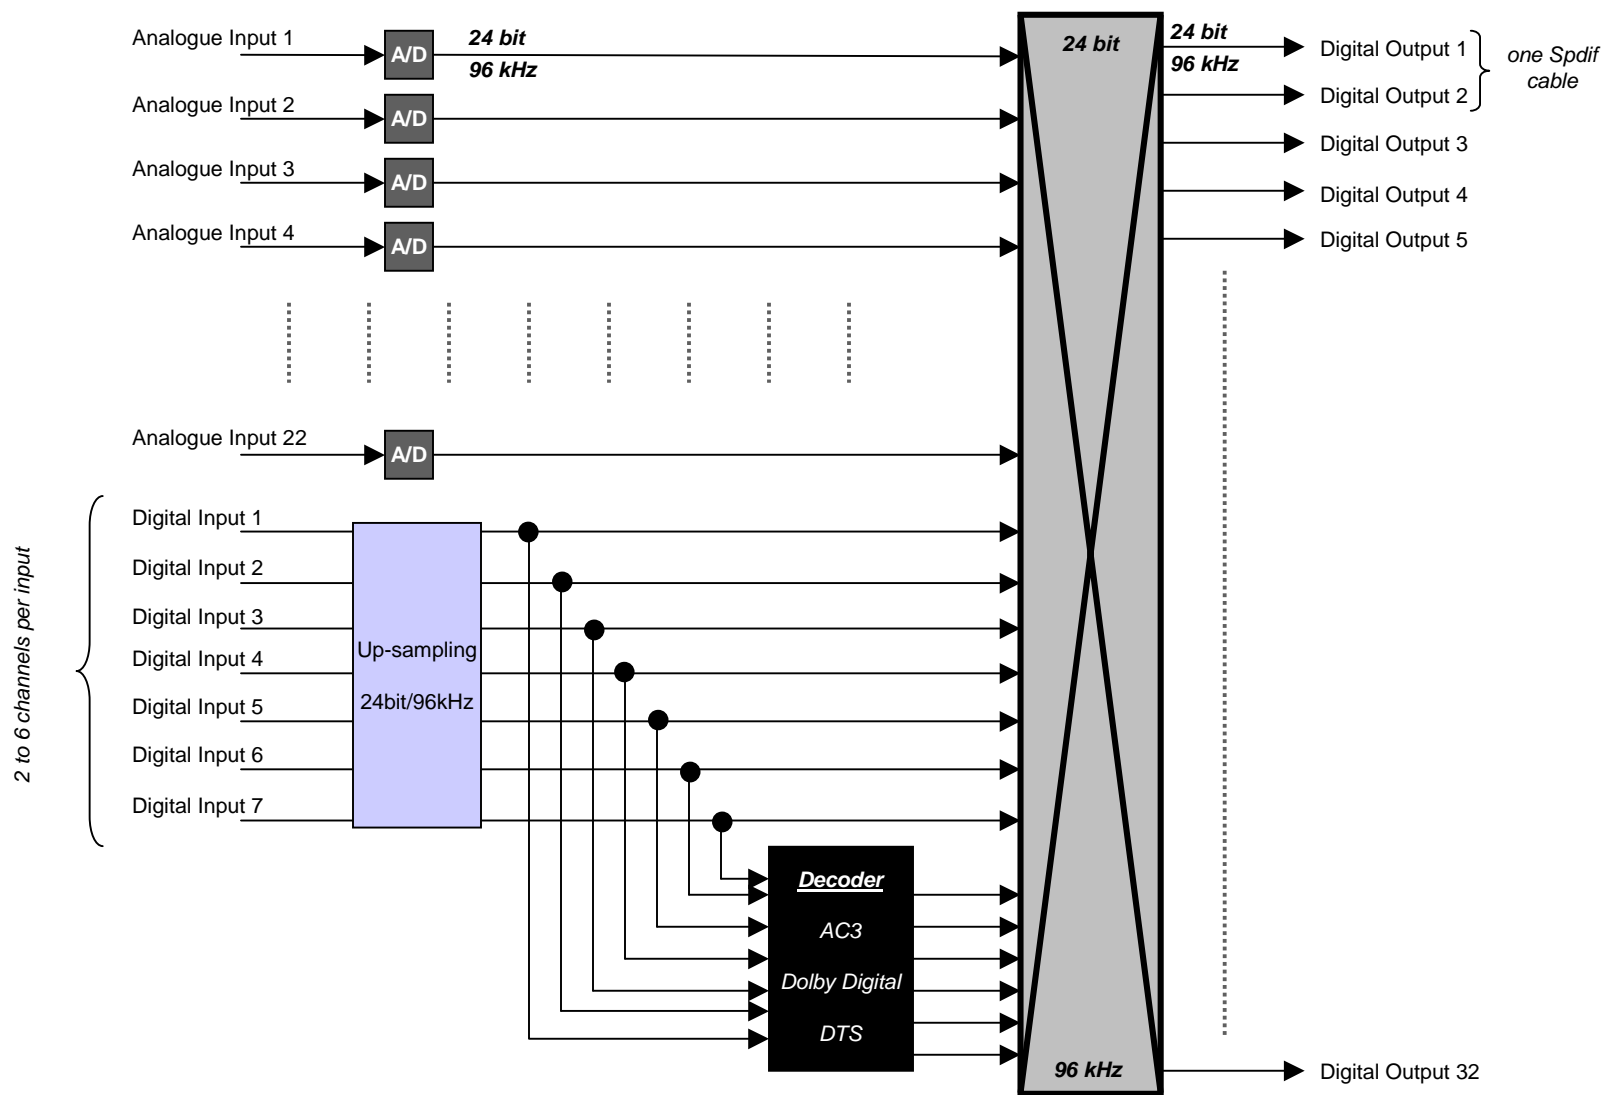 Analogue Input 1
A/D
24 bit
96 kHz
Analogue Input 2
A/D
Analogue Input 3
A/D
Analogue Input 4
A/D
Analogue Input 22
A/D
2 to 6 channels per input
Digital Input 1
Digital Input 2
Digital Input 3
Digital Input 4
Digital Input 5
Digital Input 6
Digital Input 7
Up-sampling
24bit/96kHz
Decoder
AC3
Dolby Digital
DTS
24 bit
96 kHz
24 bit
96 kHz
Digital Output 1
Digital Output 2
one Spdif
cable
Digital Output 3
Digital Output 4
Digital Output 5
Digital Output 32